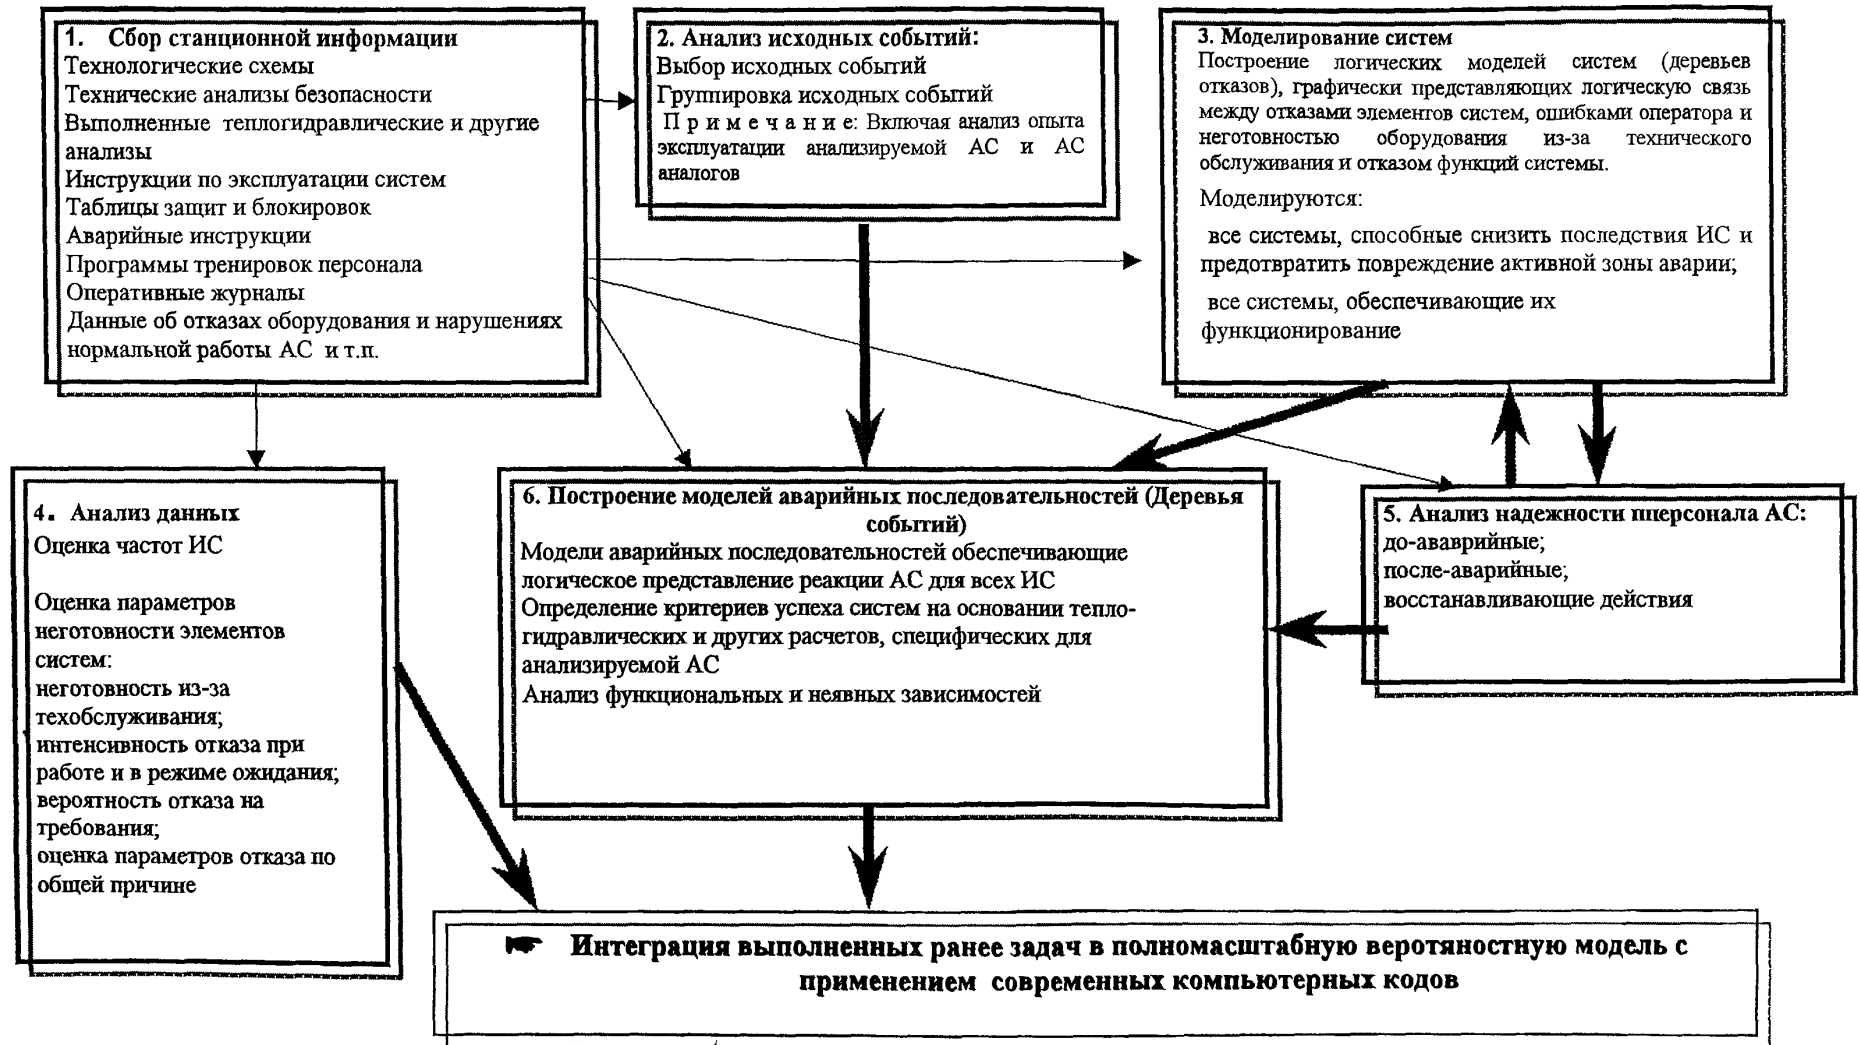 1. Сбор станционной информации
Технологические схемы
Технические анализы безопасности
Выполненные теплогидравлические и другие
анализы
Инструкции по эксплуатации систем
Таблицы защит и блокировок
Аварийные инструкции
Программы тренировок персонала
Оперативные журналы
Данные об отказах оборудования и нарушениях
нормальной работы АС и т.п.
2. Анализ исходных событий:
Выбор исходных событий
Группировка исходных событий
П р и м е ч а н и е: Включая анализ опыта
эксплуатации анализируемой АС и АС
аналогов
3. Моделирование систем
Построение логических моделей систем (деревьев
отказов), графически представляющих логическую связь
между отказами элементов систем, ошибками оператора и
неготовностью оборудования из-за технического
обслуживания и отказом функций системы.
Моделируются:
все системы, способные снизить последствия ИС и
предотвратить повреждение активной зоны аварии;
все системы, обеспечивающие их
функционирование
4. Анализ данных
Оценка частот ИС
Оценка параметров
неготовности элементов
систем:
неготовность из-за
техобслуживания;
интенсивность отказа при
работе и в режиме ожидания;
вероятность отказа на
требования;
оценка параметров отказа по
общей причине
6. Построение моделей аварийных последовательностей (Деревья
событий)
Модели аварийных последовательностей обеспечивающие
логическое представление реакции АС для всех ИС
Определение критериев успеха систем на основании тепло-
гидравлических и других расчетов, специфических для
анализируемой АС
Анализ функциональных и неявных зависимостей
5. Анализ надежности пперсонала АС:
до-ававрийные;
после-аварийные;
восстанавливающие действия
Интеграция выполненных ранее задач в полномасштабную веротяностную модель с
применением современных компьютерных кодов